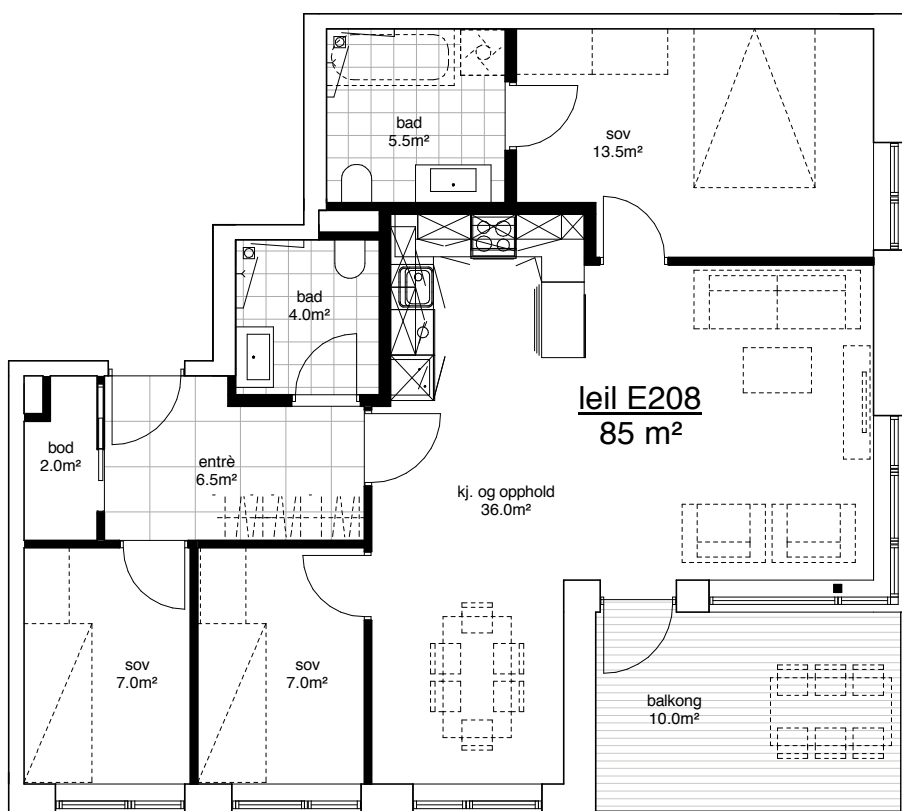 bad
5.5m²
sov
13.5m²
bad
4.0m²
leil E208
85 m²
bod
2.0m²
entrè
6.5m²
kj. og opphold
36.0m²
sov
7.0m²
sov
7.0m²
balkong
10.0m²